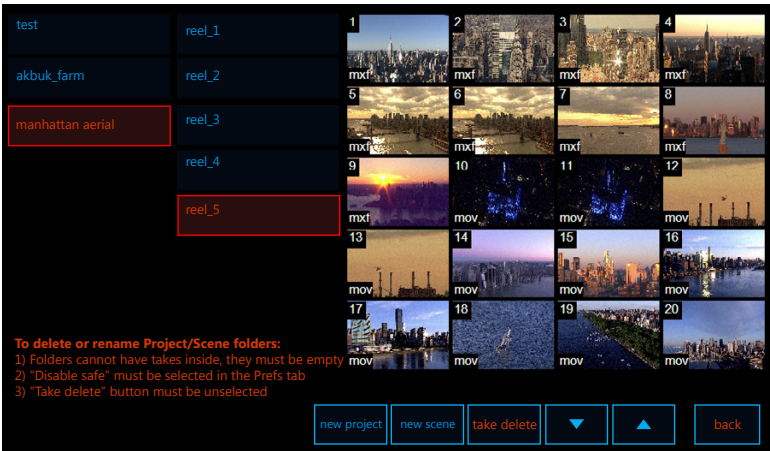 test
akbuk_farm
manhattan aerial
reel_1
reel_2
reel_3
reel_4
reel_5
1
mxf
2
mxf
3
mxf
4
mxf
5
mxf
6
mxf
7
mxf
8
mxf
9
mxf
10
mov
11
mov
12
mov
13
mov
14
mov
15
mov
16
mov
17
mov
18
mov
19
mov
20
mov
To delete or rename Project/Scene folders:
1) Folders cannot have takes inside, they must be empty
2) "Disable safe" must be selected in the Prefs tab
3) "Take delete" button must be unselected
new project
new scene
take delete
back